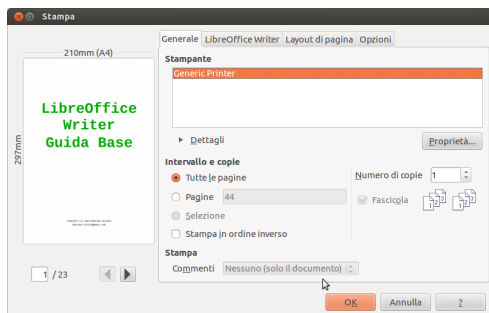 Stampa
210mm (A4)
297mm
LibreOffice
Writer
Guida Base
1 / 23
Generale LibreOffice Writer Layout di pagina Opzioni
Stampante
Generic Printer
Dettagli
Proprietà...
Intervallo e copie
Tutte le pagine
Pagine 44
Selezione
Stampa in ordine inverso
Numero di copie 1
Fascicola
Stampa
Commenti Nessuno (solo il documento)
OK Annulla ?